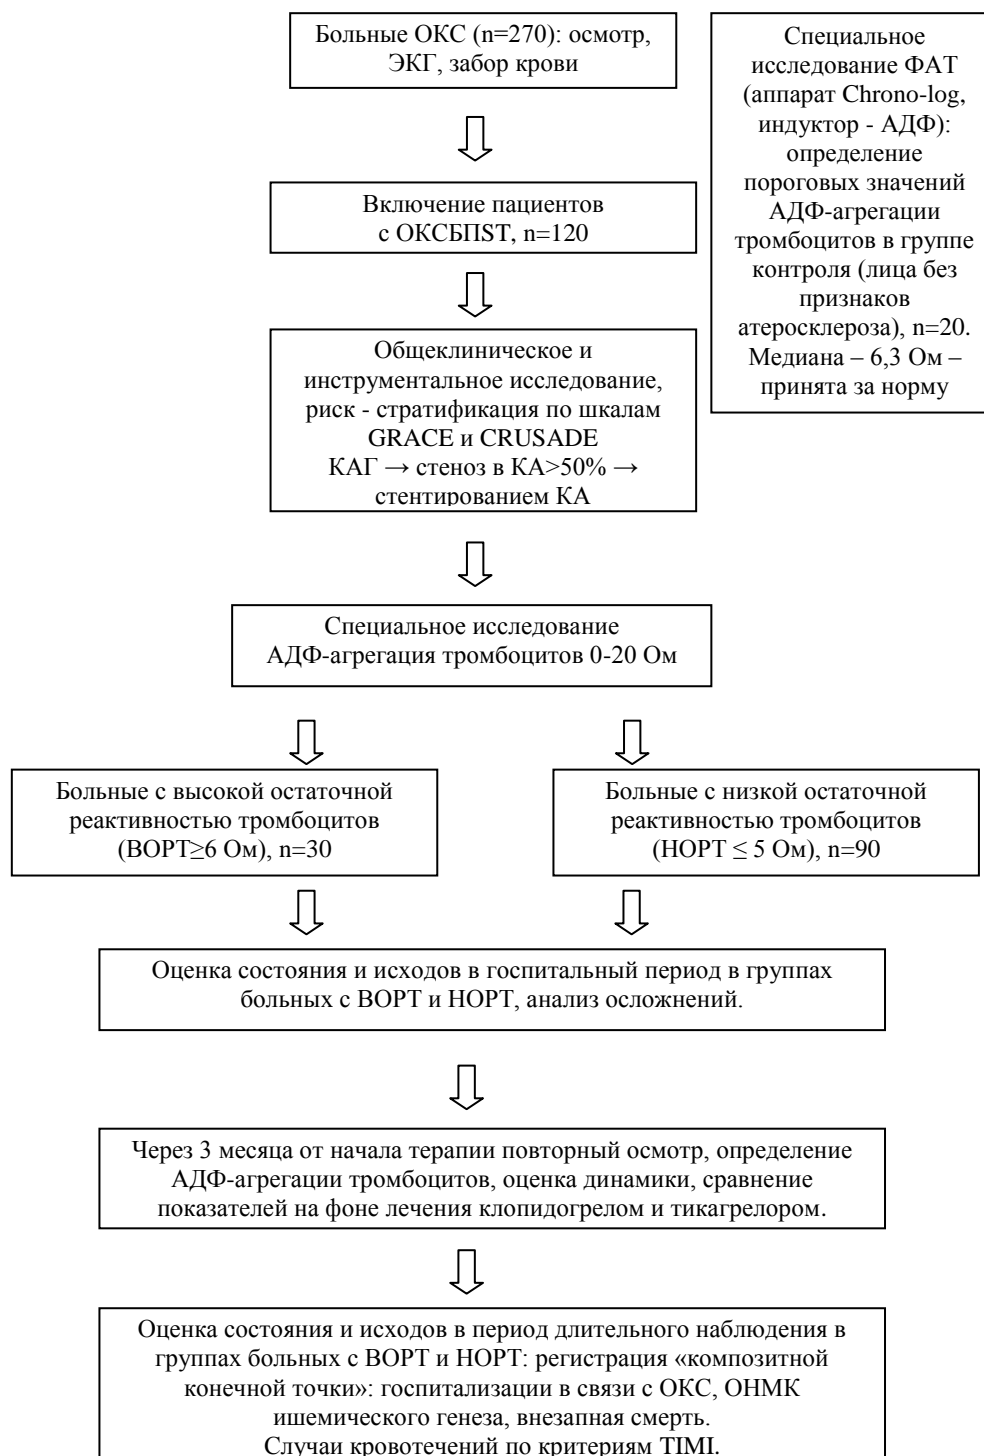 Больные ОКС (n=270): осмотр,
ЭКГ, забор крови
Специальное
исследование ФАТ
(аппарат Chrono-log,
индуктор - АДФ):
определение
пороговых значений
АДФ-агрегации
тромбоцитов в группе
контроля (лица без
признаков
атеросклероза), n=20.
Медиана – 6,3 Ом –
принята за норму
Включение пациентов
с ОКСБПST, n=120
Общеклиническое и
инструментальное исследование,
риск - стратификация по шкалам
GRACE и CRUSADE
КАГ → стеноз в КА>50% →
стентированием КА
Специальное исследование
АДФ-агрегация тромбоцитов 0-20 Ом
Больные с высокой остаточной
реактивностью тромбоцитов
(ВОРТ≥6 Ом), n=30
Больные с низкой остаточной
реактивностью тромбоцитов
(НОРТ ≤ 5 Ом), n=90
Оценка состояния и исходов в госпитальный период в группах
больных с ВОРТ и НОРТ, анализ осложнений.
Через 3 месяца от начала терапии повторный осмотр, определение
АДФ-агрегации тромбоцитов, оценка динамики, сравнение
показателей на фоне лечения клопидогрелом и тикагрелором.
Оценка состояния и исходов в период длительного наблюдения в
группах больных с ВОРТ и НОРТ: регистрация «композитной
конечной точки»: госпитализации в связи с ОКС, ОНМК
ишемического генеза, внезапная смерть.
Случаи кровотечений по критериям TIMI.